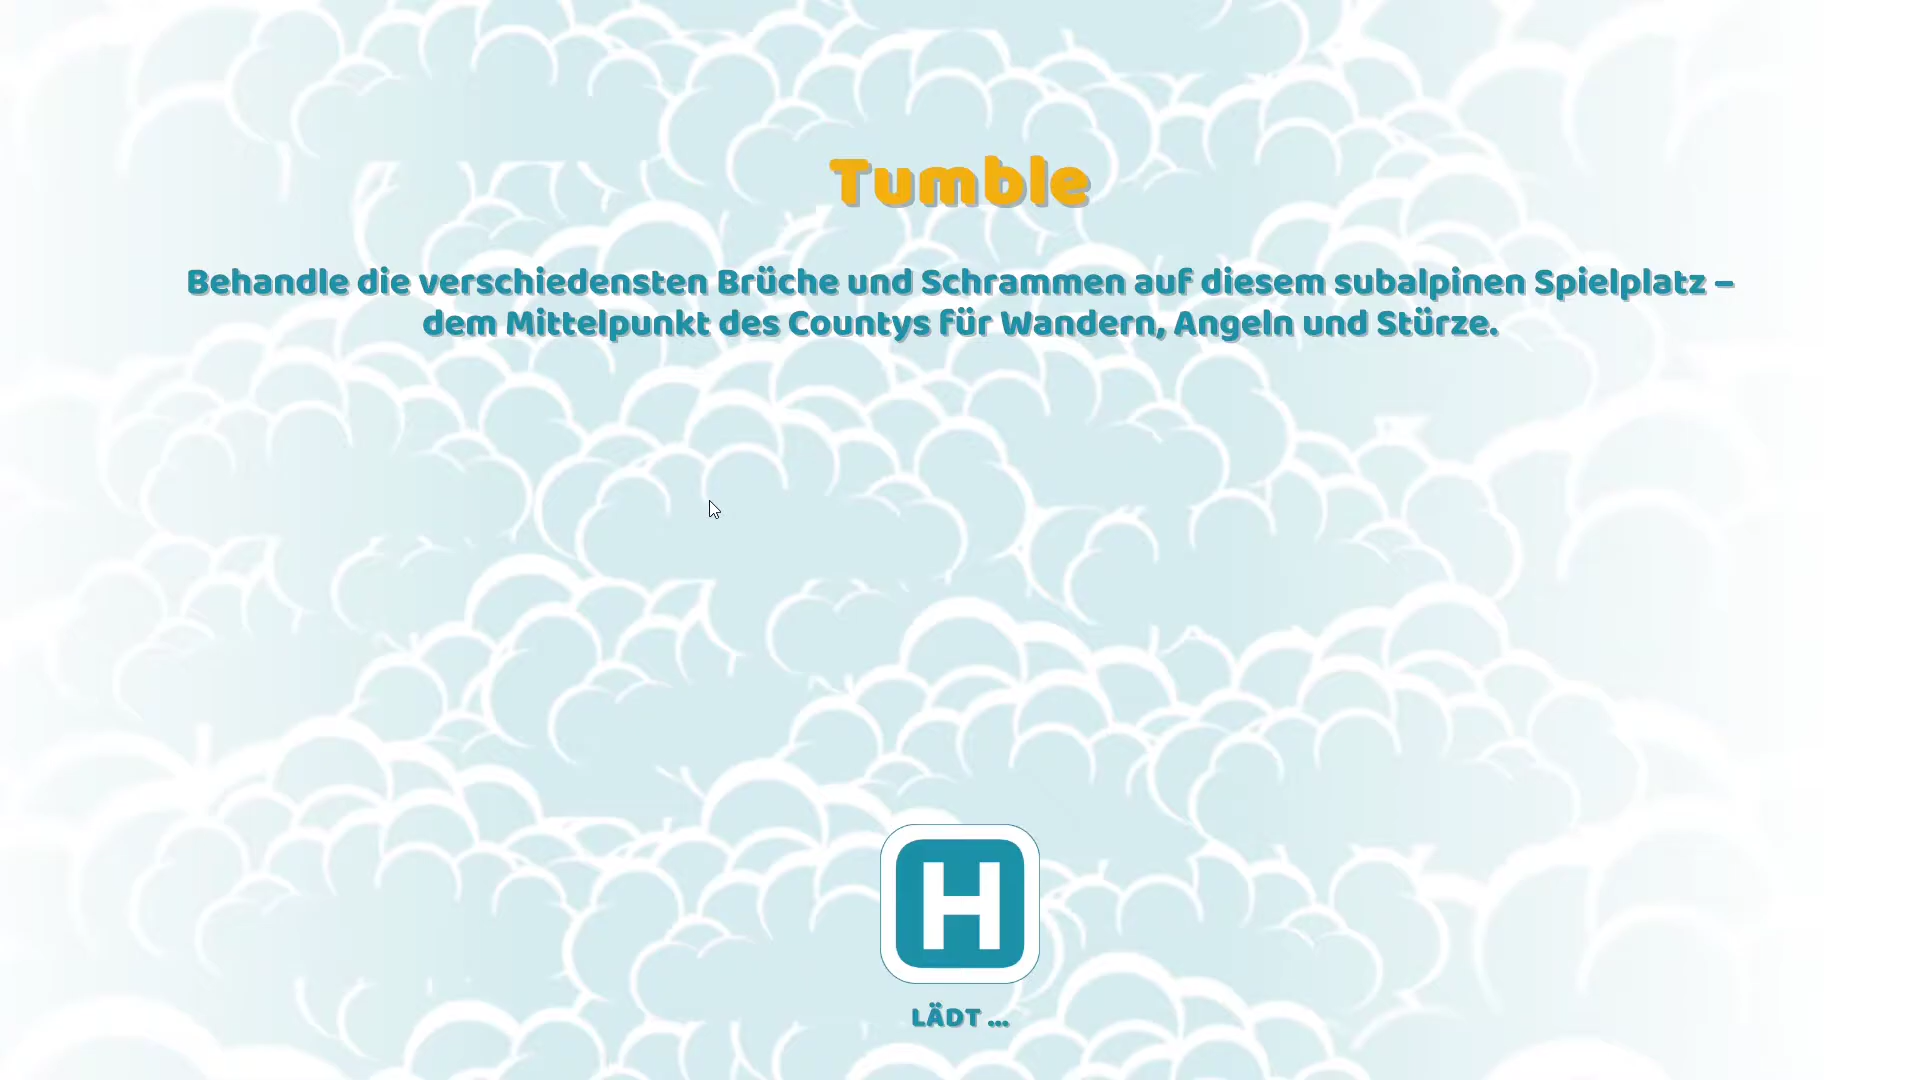 Tumble
Behandle die verschiedensten Brüche und Schrammen auf diesem subalpinen Spielplatz –
dem Mittelpunkt des Countys für Wandern, Angeln und Stürze.
H
LÄDT ...